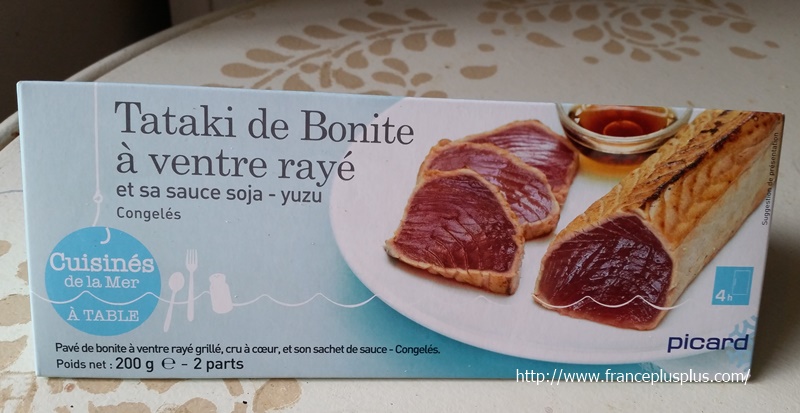 Tataki de Bonite
à ventre rayé
et sa sauce soja - yuzu
Congelés
Cuisinés
de la Mer
À TABLE
Suggestion de présentation
4h
picard
Pavé de bonite à ventre rayé grillé, cru à cœur, et son sachet de sauce - Congelés.
Poids net : 200 g ℮ - 2 parts
http://www.franceplusplus.com/